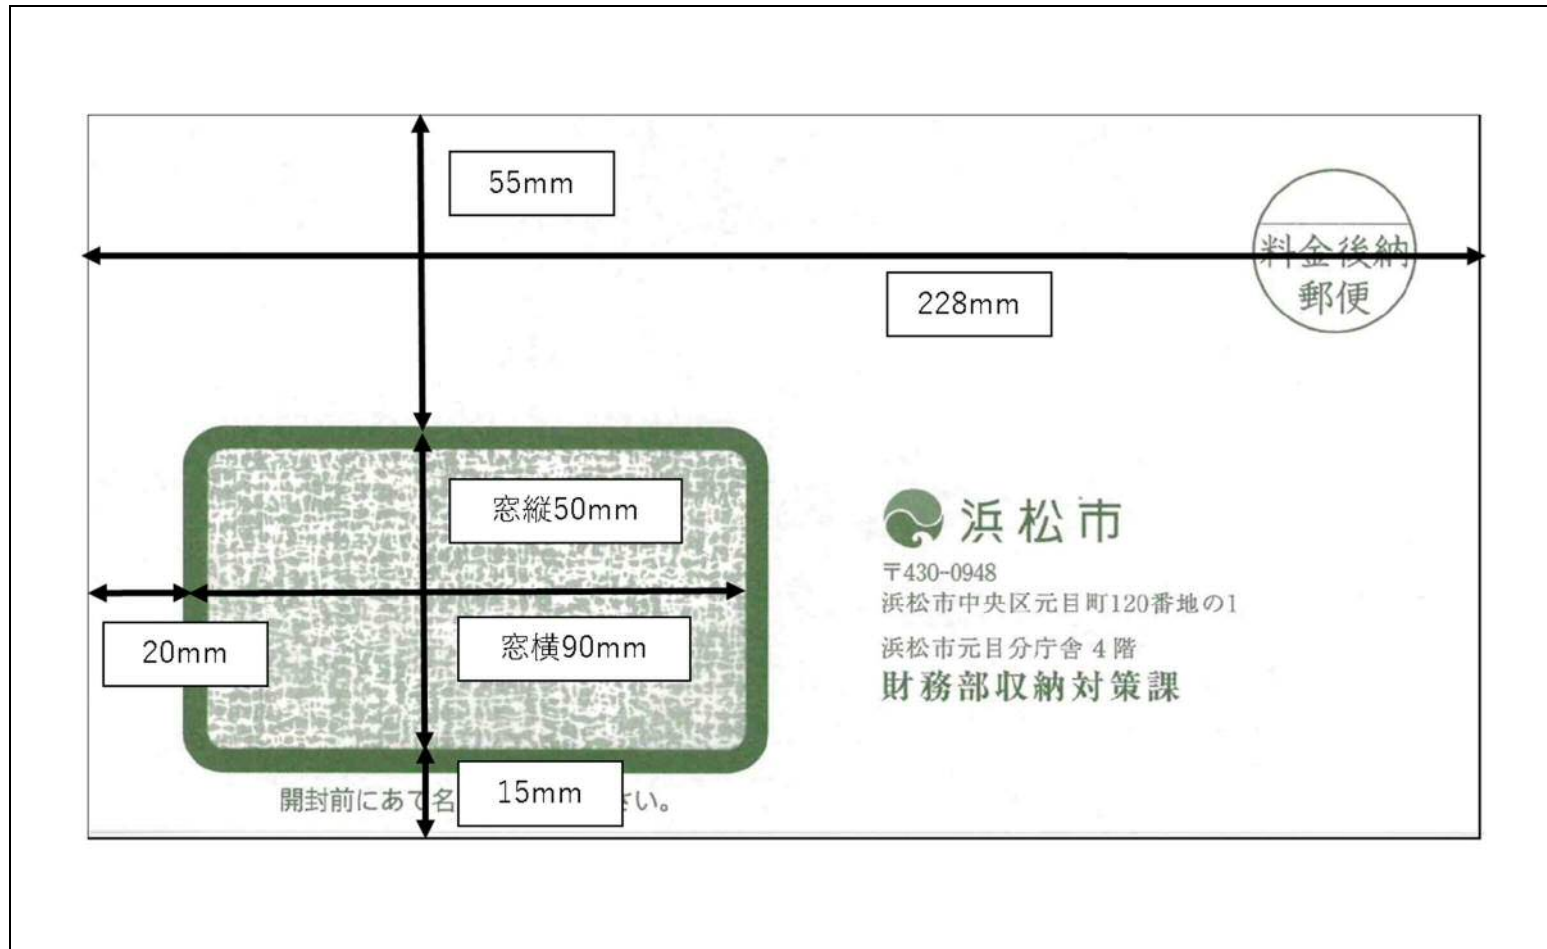 55mm
料金後納
郵便
228mm
窓縦50mm
20mm
窓横90mm
15mm
開封前にあて名 さい。
浜松市
〒430-0948
浜松市中央区元目町120番地の1
浜松市元目分庁舎 4 階
財務部収納対策課